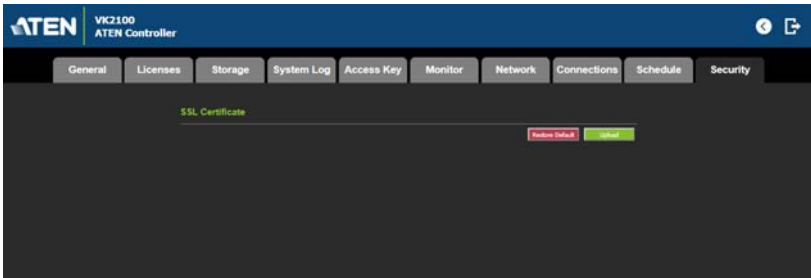 ATEN
VK2100
ATEN Controller
General Licenses Storage System Log Access Key Monitor Network Connections Schedule Security
SSL Certificate
Restore Default Upload